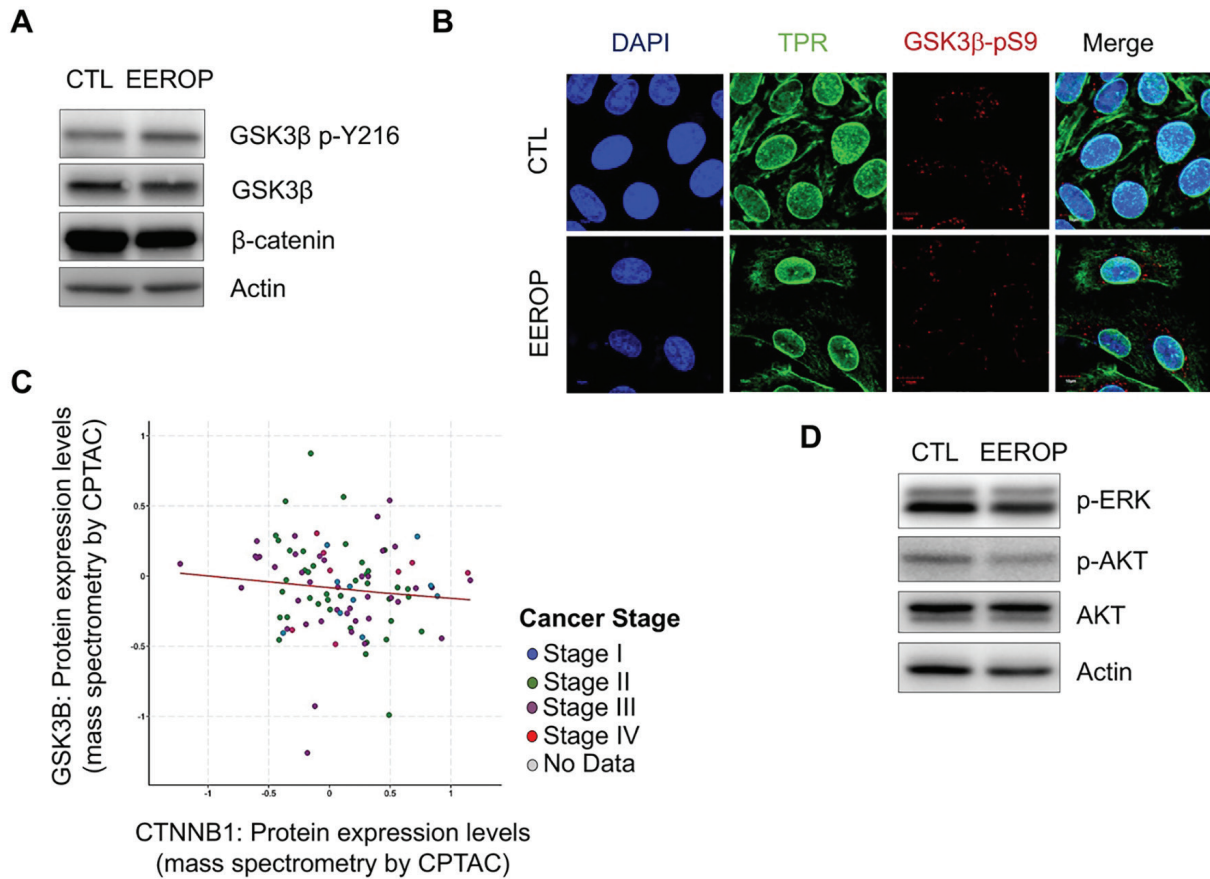 A
CTL EEROP
GSK3β p-Y216
GSK3β
β-catenin
Actin
B
DAPI TPR GSK3β-pS9 Merge
CTL
EEROP
C
GSK3B: Protein expression levels
(mass spectrometry by CPTAC)
1
0.5
0
-0.5
-1
-1 -0.5 0 0.5 1
CTNNB1: Protein expression levels
(mass spectrometry by CPTAC)
Cancer Stage
Stage I
Stage II
Stage III
Stage IV
No Data
D
CTL EEROP
p-ERK
p-AKT
AKT
Actin